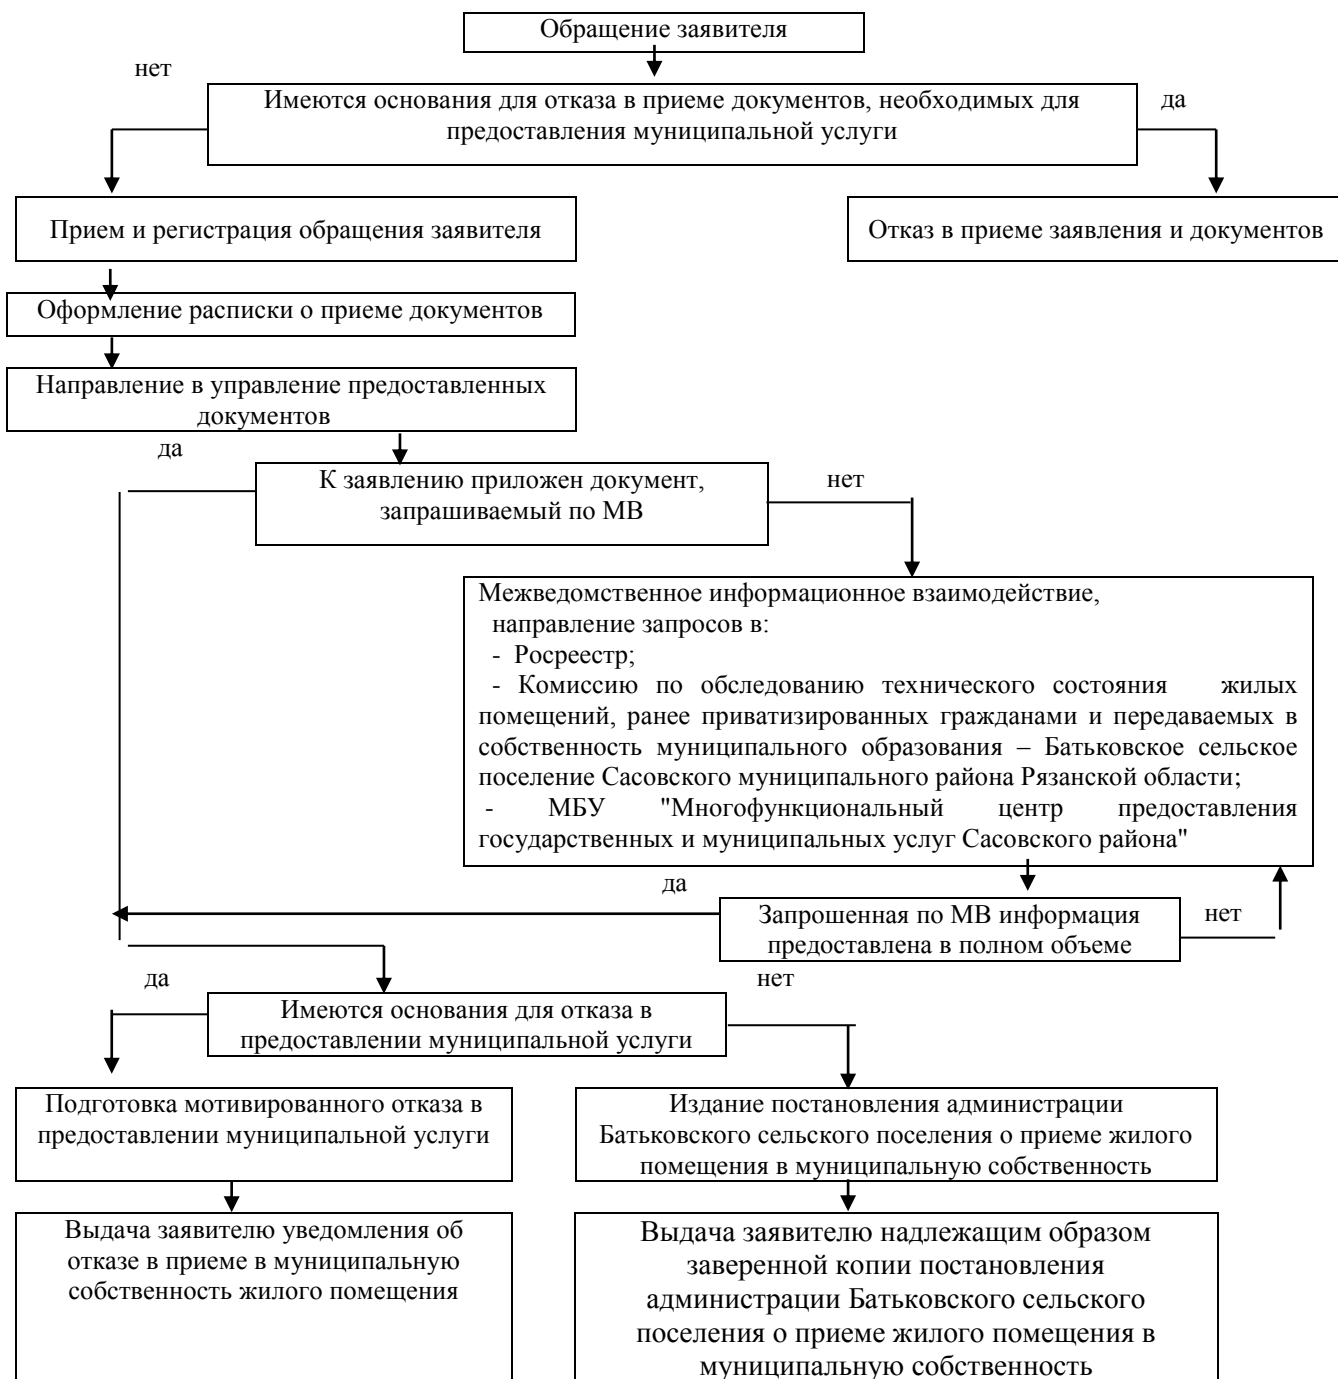 Обращение заявителя
нет
Имеются основания для отказа в приеме документов, необходимых для
предоставления муниципальной услуги
да
Прием и регистрация обращения заявителя
Отказ в приеме заявления и документов
Оформление расписки о приеме документов
Направление в управление предоставленных
документов
да
К заявлению приложен документ,
запрашиваемый по МВ
нет
Межведомственное информационное взаимодействие,
направление запросов в:
- Росреестр;
- Комиссию по обследованию технического состояния жилых
помещений, ранее приватизированных гражданами и передаваемых в
собственность муниципального образования – Батьковское сельское
поселение Сасовского муниципального района Рязанской области;
- МБУ "Многофункциональный центр предоставления
государственных и муниципальных услуг Сасовского района"
да
Запрошенная по МВ информация
предоставлена в полном объеме
нет
да
Имеются основания для отказа в
предоставлении муниципальной услуги
нет
Подготовка мотивированного отказа в
предоставлении муниципальной услуги
Издание постановления администрации
Батьковского сельского поселения о приеме жилого
помещения в муниципальную собственность
Выдача заявителю уведомления об
отказе в приеме в муниципальную
собственность жилого помещения
Выдача заявителю надлежащим образом
заверенной копии постановления
администрации Батьковского сельского
поселения о приеме жилого помещения в
муниципальную собственность